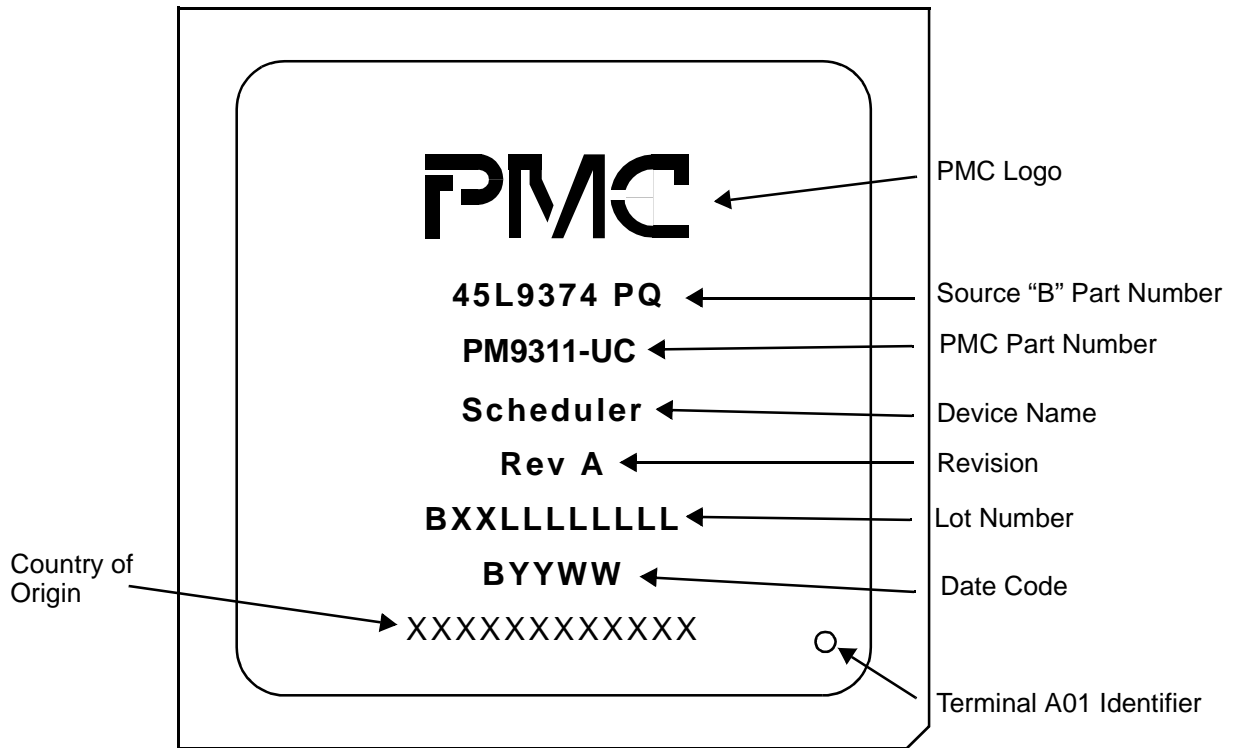 PMC
PMC Logo
45L9374 PQ
Source “B” Part Number
PM9311-UC
PMC Part Number
Scheduler
Device Name
Rev A
Revision
BXXLLLLLLLL
Lot Number
Country of
Origin
BYYWW
Date Code
XXXXXXXXXXXX
Terminal A01 Identifier